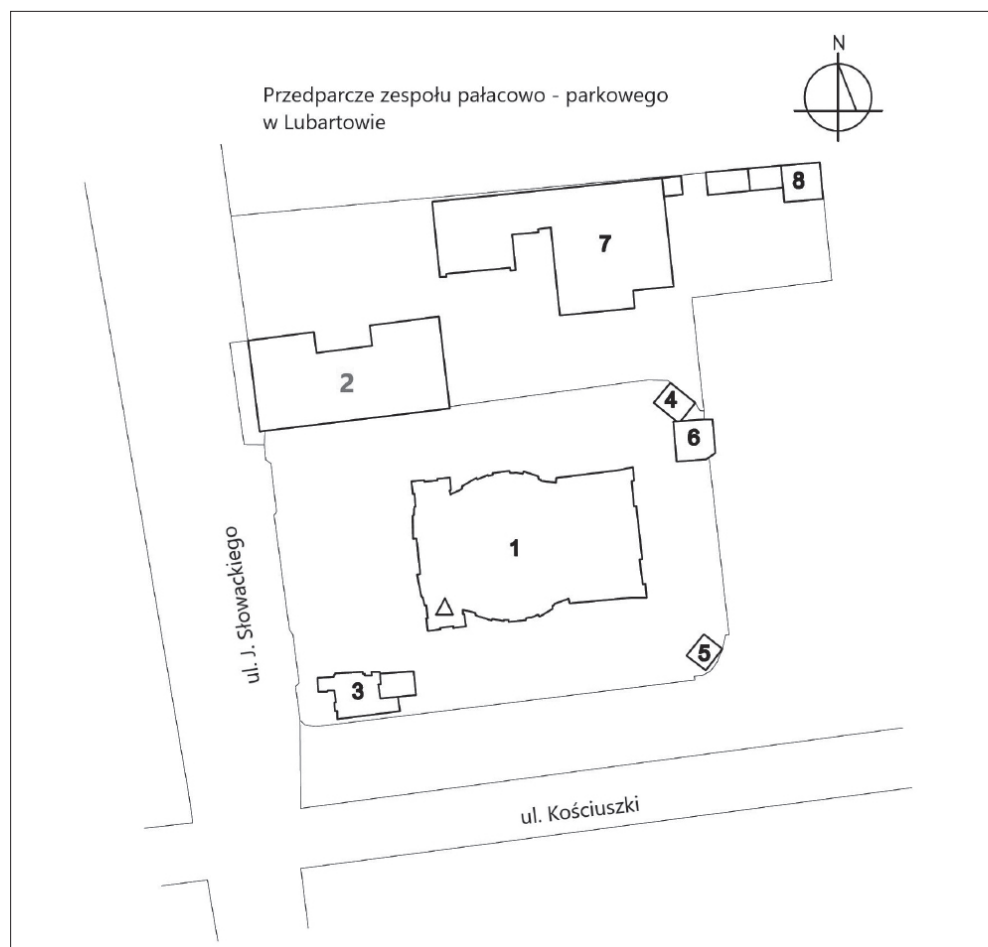 N
Przedparcze zespołu pałacowo - parkowego
w Lubartowie
8
7
2
4
6
1
ul. J. Słowackiego
5
3
ul. Kościuszki